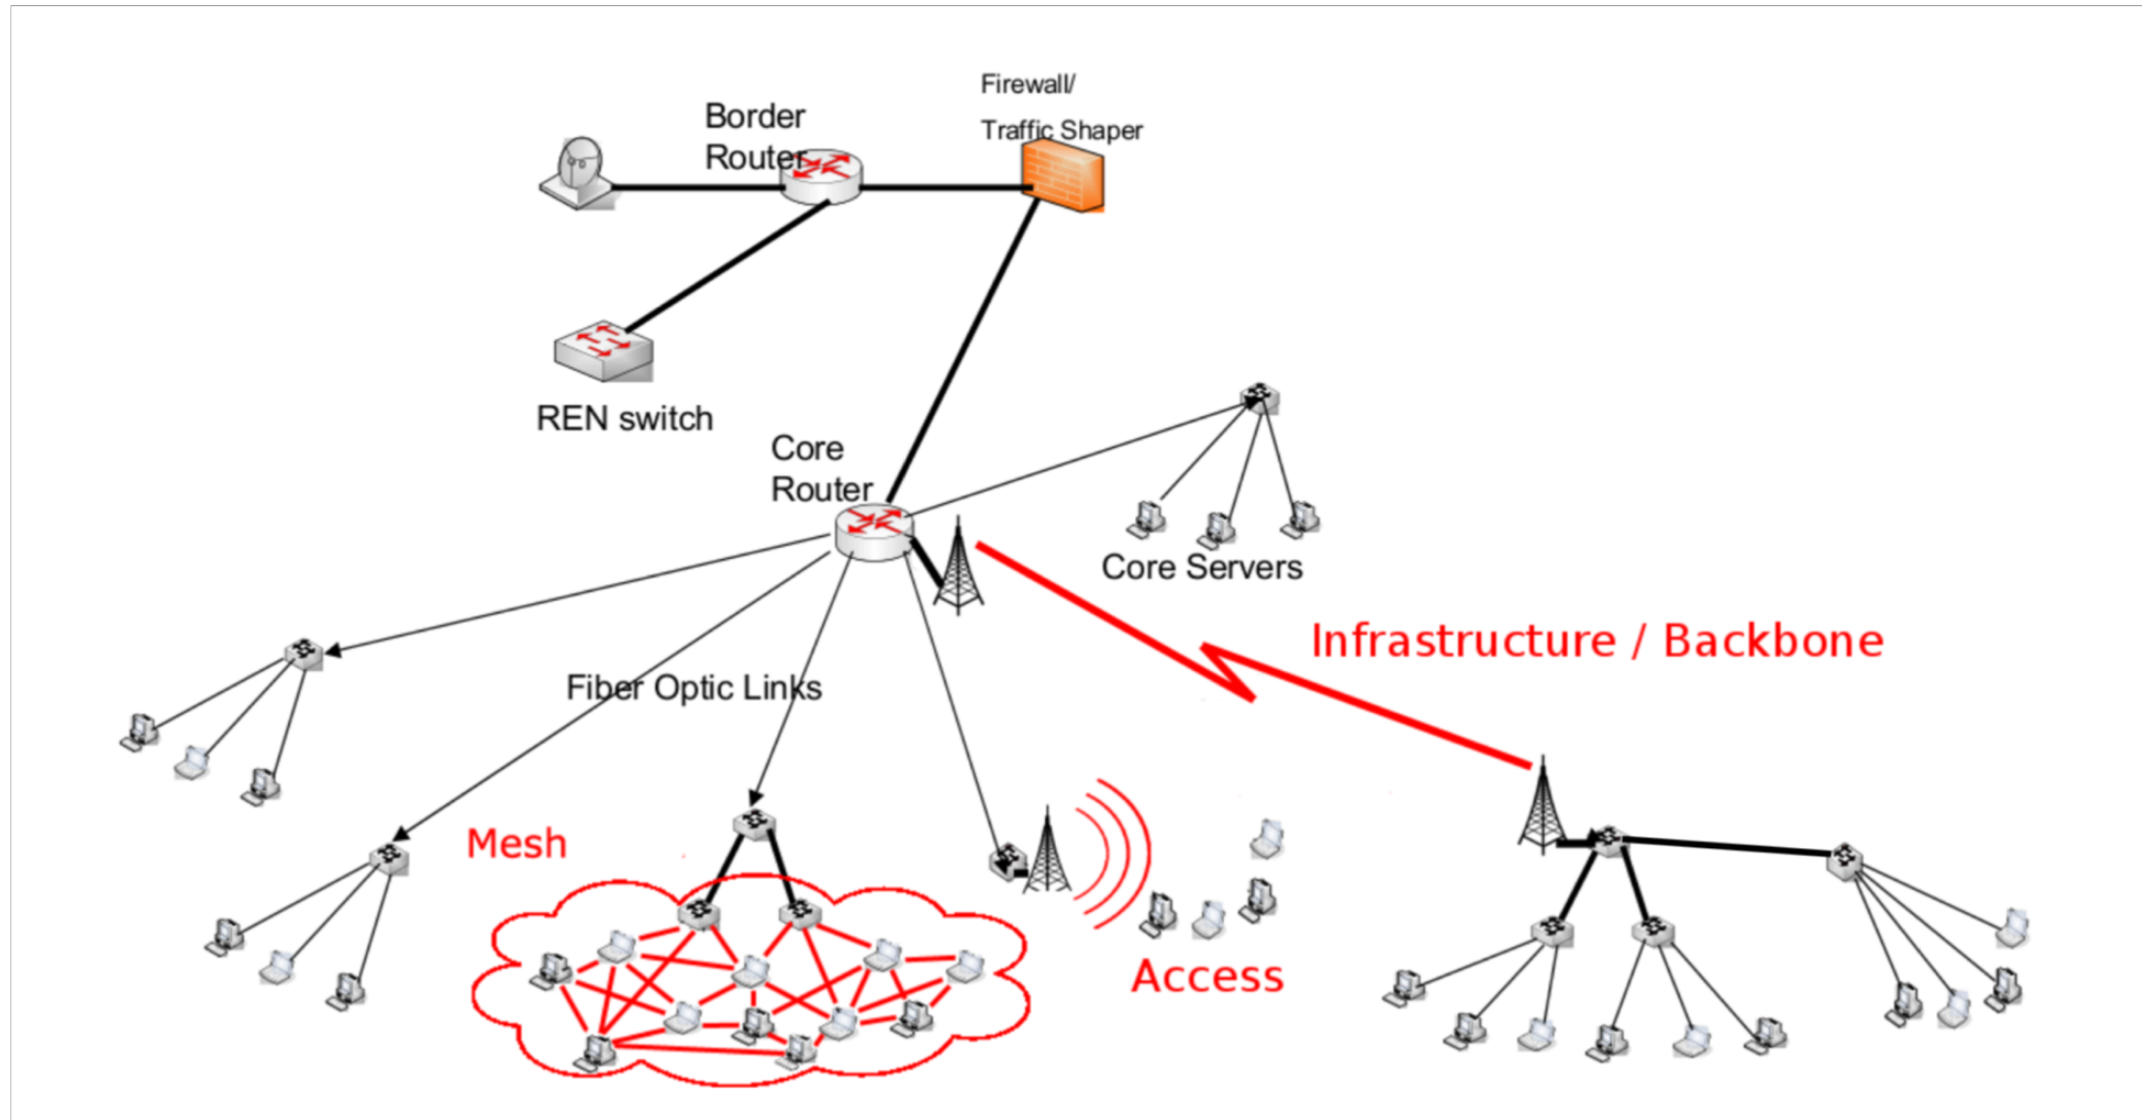 Firewall/
Traffic Shaper
Border
Router
REN switch
Core
Router
Core Servers
Infrastructure / Backbone
Fiber Optic Links
Mesh
Access